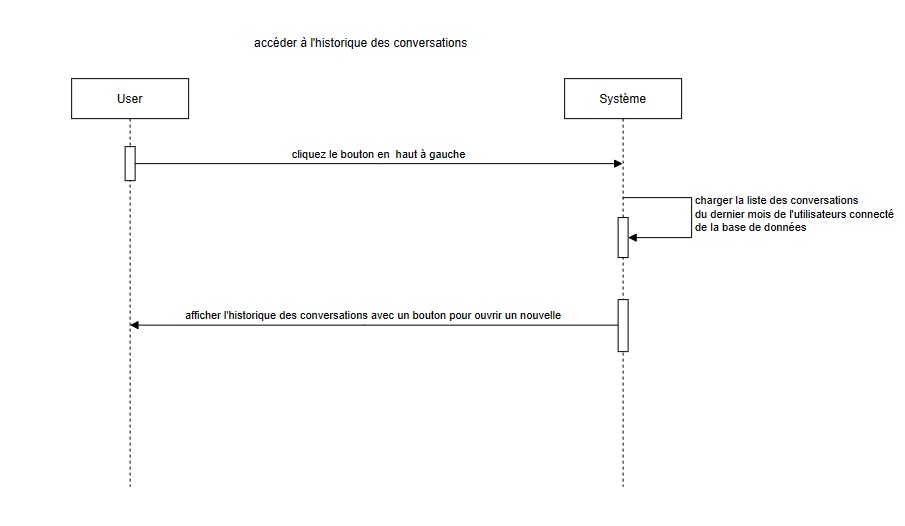 accéder à l'historique des conversations
User
Système
cliquez le bouton en haut à gauche
charger la liste des conversations
du dernier mois de l'utilisateurs connecté
de la base de données
afficher l'historique des conversations avec un bouton pour ouvrir un nouvelle